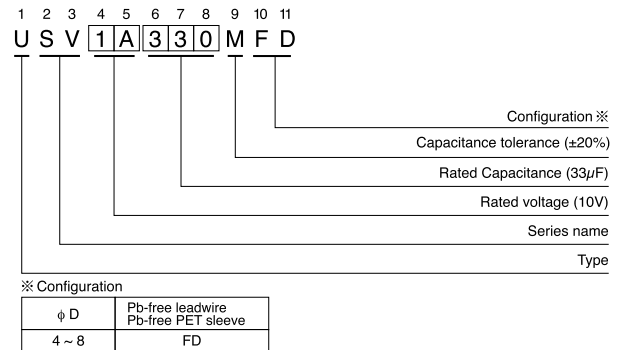 1 2 3 4 5 6 7 8 9 10 11
U S V 1 A 3 3 0 M F D
Configuration ※
Capacitance tolerance (±20%)
Rated Capacitance (33µF)
Rated voltage (10V)
Series name
Type
※ Configuration
ϕ D
Pb-free leadwire
Pb-free PET sleeve
4 ~ 8
FD